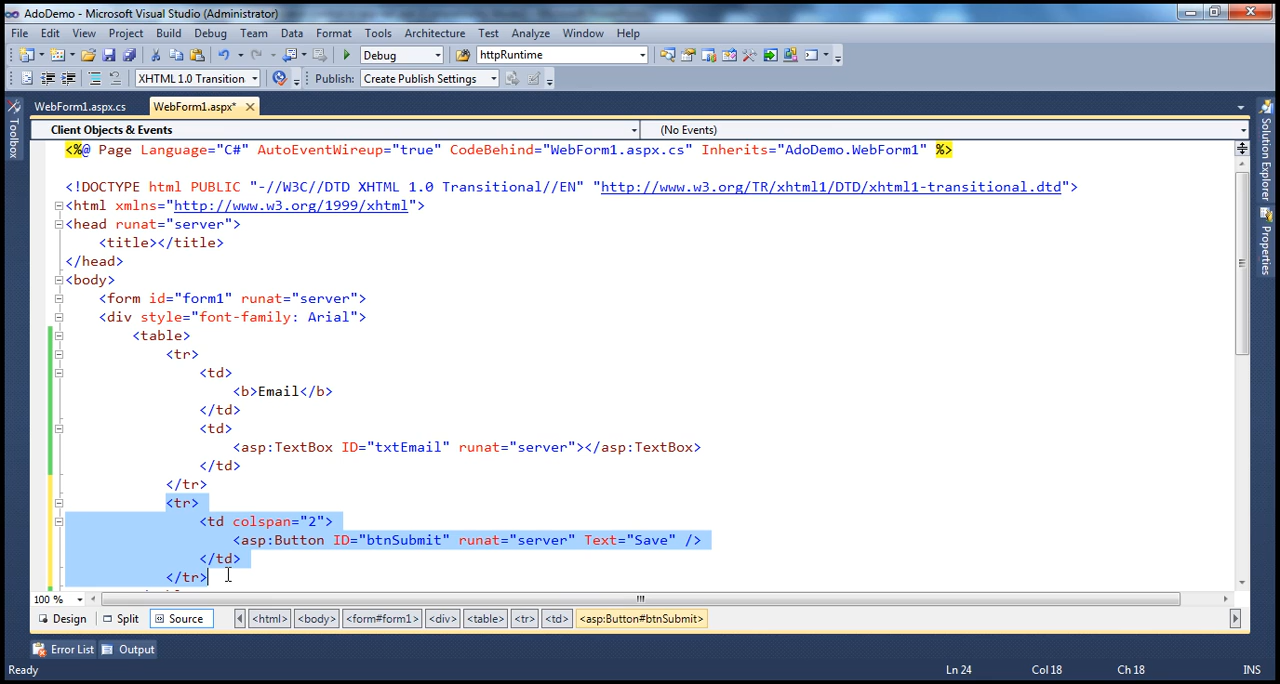 AdoDemo - Microsoft Visual Studio (Administrator)
File Edit View Project Build Debug Team Data Format Tools Architecture Test Analyze Window Help
Debug httpRuntime
XHTML 1.0 Transition Publish: Create Publish Settings
WebForm1.aspx.cs WebForm1.aspx*
Toolbox
Client Objects & Events (No Events)
<%@ Page Language="C#" AutoEventWireup="true" CodeBehind="WebForm1.aspx.cs" Inherits="AdoDemo.WebForm1" %>
<!DOCTYPE html PUBLIC "-//W3C//DTD XHTML 1.0 Transitional//EN" "http://www.w3.org/TR/xhtml1/DTD/xhtml1-transitional.dtd">
<html xmlns="http://www.w3.org/1999/xhtml">
<head runat="server">
<title></title>
</head>
<body>
<form id="form1" runat="server">
<div style="font-family: Arial">
<table>
<tr>
<td>
<b>Email</b>
</td>
<td>
<asp:TextBox ID="txtEmail" runat="server"></asp:TextBox>
</td>
</tr>
<tr>
<td colspan="2">
<asp:Button ID="btnSubmit" runat="server" Text="Save" />
</td>
</tr>
Solution Explorer
Properties
100 %
Design Split Source <html> <body> <form#form1> <div> <table> <tr> <td> <asp:Button#btnSubmit>
Error List Output
Ready Ln 24 Col 18 Ch 18 INS